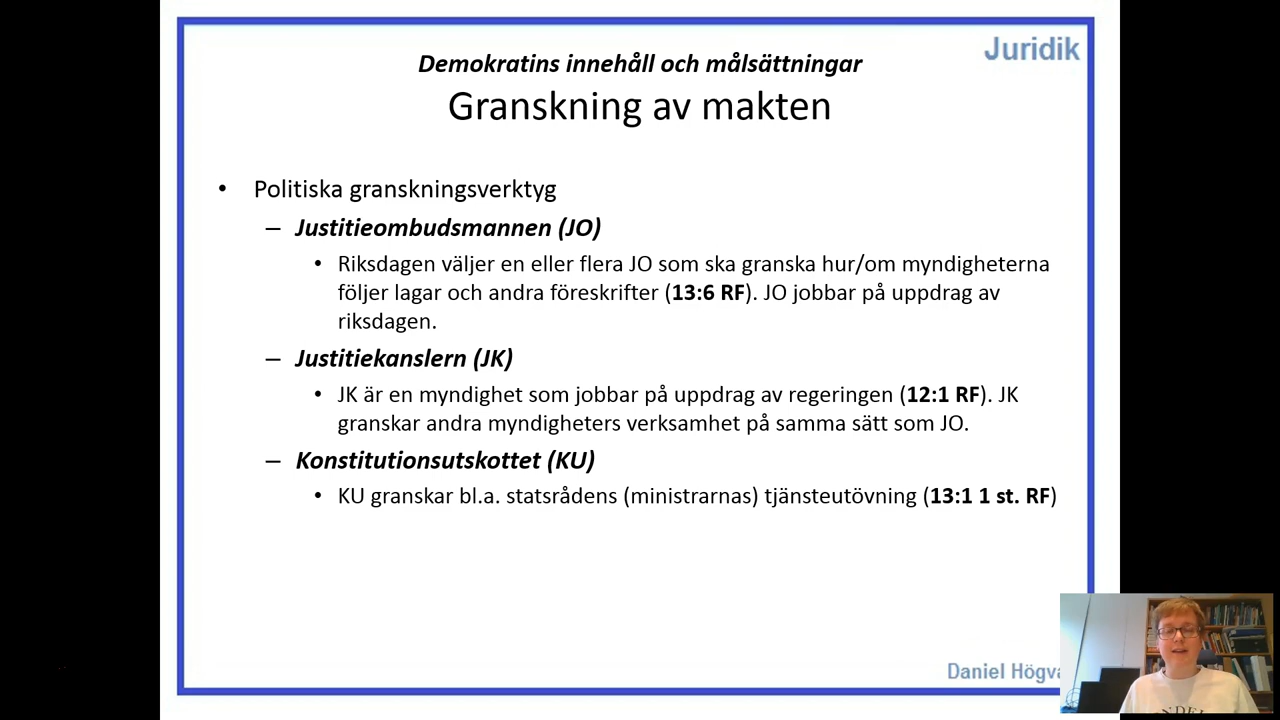 Juridik
Demokratins innehåll och målsättningar
Granskning av makten
• Politiska granskningsverktyg
– Justitieombudsmannen (JO)
• Riksdagen väljer en eller flera JO som ska granska hur/om myndigheterna
följer lagar och andra föreskrifter (13:6 RF). JO jobbar på uppdrag av
riksdagen.
– Justitiekanslern (JK)
• JK är en myndighet som jobbar på uppdrag av regeringen (12:1 RF). JK
granskar andra myndigheters verksamhet på samma sätt som JO.
– Konstitutionsutskottet (KU)
• KU granskar bl.a. statsrådens (ministrarnas) tjänsteutövning (13:1 1 st. RF)
Daniel